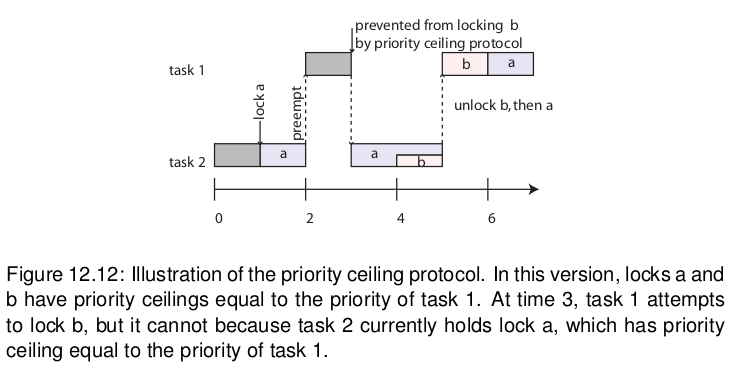 prevented from locking b
by priority ceiling protocol
task 1
b
a
lock a
preempt
unlock b, then a
task 2
a
a
b
0
2
4
6
Figure 12.12: Illustration of the priority ceiling protocol. In this version, locks a and
b have priority ceilings equal to the priority of task 1. At time 3, task 1 attempts
to lock b, but it cannot because task 2 currently holds lock a, which has priority
ceiling equal to the priority of task 1.